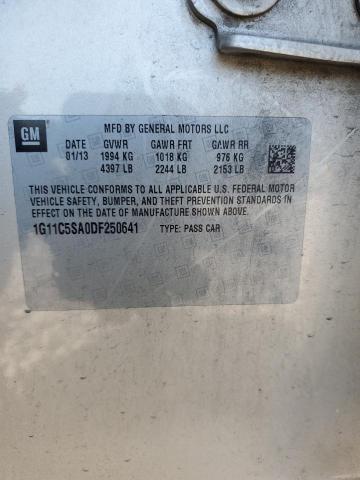 GM
MFD BY GENERAL MOTORS LLC
DATE GVWR GAWR FRT GAWR RR
01/13 1994 KG 1018 KG 976 KG
4397 LB 2244 LB 2153 LB
THIS VEHICLE CONFORMS TO ALL APPLICABLE U.S. FEDERAL MOTOR
VEHICLE SAFETY, BUMPER, AND THEFT PREVENTION STANDARDS IN
EFFECT ON THE DATE OF MANUFACTURE SHOWN ABOVE.
1G11C5SA0DF250641 TYPE: PASS CAR